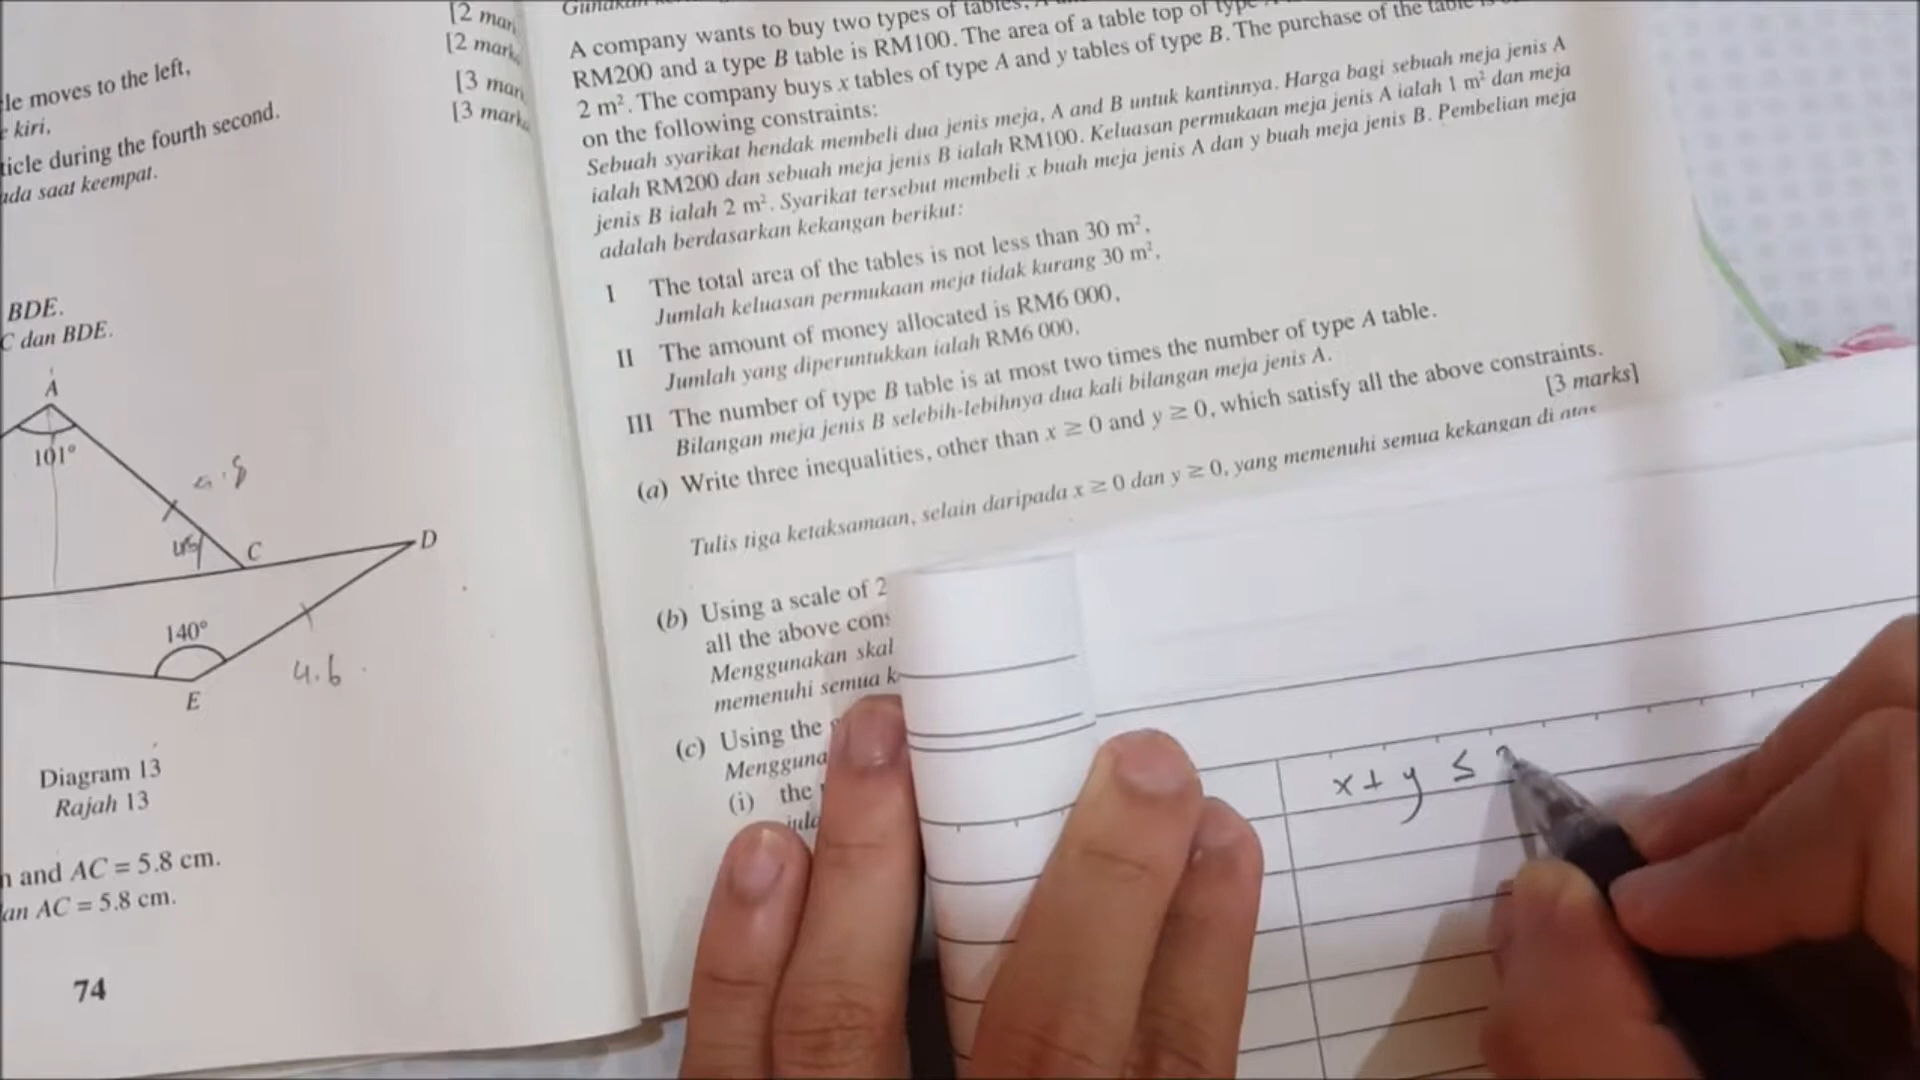 [2
[2
[3
[3
le moves to the left,
kiri,
ticle during the fourth second.
ada saat keempat.
BDE.
C dan BDE.
A
101°
45
C
D
140°
4.6
E
Diagram 13
Rajah 13
and AC = 5.8 cm.
an AC = 5.8 cm.
74
A company wants to buy two types of tables,
RM200 and a type B table is RM100. The area of a table top of type
2 m². The company buys x tables of type A and y tables of type B. The purchase of the table
on the following constraints:
Sebuah syarikat hendak membeli dua jenis meja, A and B untuk kantinnya. Harga bagi sebuah meja jenis A
ialah RM200 dan sebuah meja jenis B ialah RM100. Keluasan permukaan meja jenis A ialah 1 m² dan meja
jenis B ialah 2 m². Syarikat tersebut membeli x buah meja jenis A dan y buah meja jenis B. Pembelian meja
adalah berdasarkan kekangan berikut:
I The total area of the tables is not less than 30 m².
Jumlah keluasan permukaan meja tidak kurang 30 m².
II The amount of money allocated is RM6 000.
Jumlah yang diperuntukkan ialah RM6 000.
III The number of type B table is at most two times the number of type A table.
Bilangan meja jenis B selebih-lebihnya dua kali bilangan meja jenis A.
(a) Write three inequalities, other than x ≥ 0 and y ≥ 0, which satisfy all the above constraints.
[3 marks]
Tulis tiga ketaksamaan, selain daripada x ≥ 0 dan y ≥ 0, yang memenuhi semua kekangan di atas
(b) Using a scale of 2
all the above
Menggunakan
memenuhi semua
(c) Using the
(i) the
x + y ≤